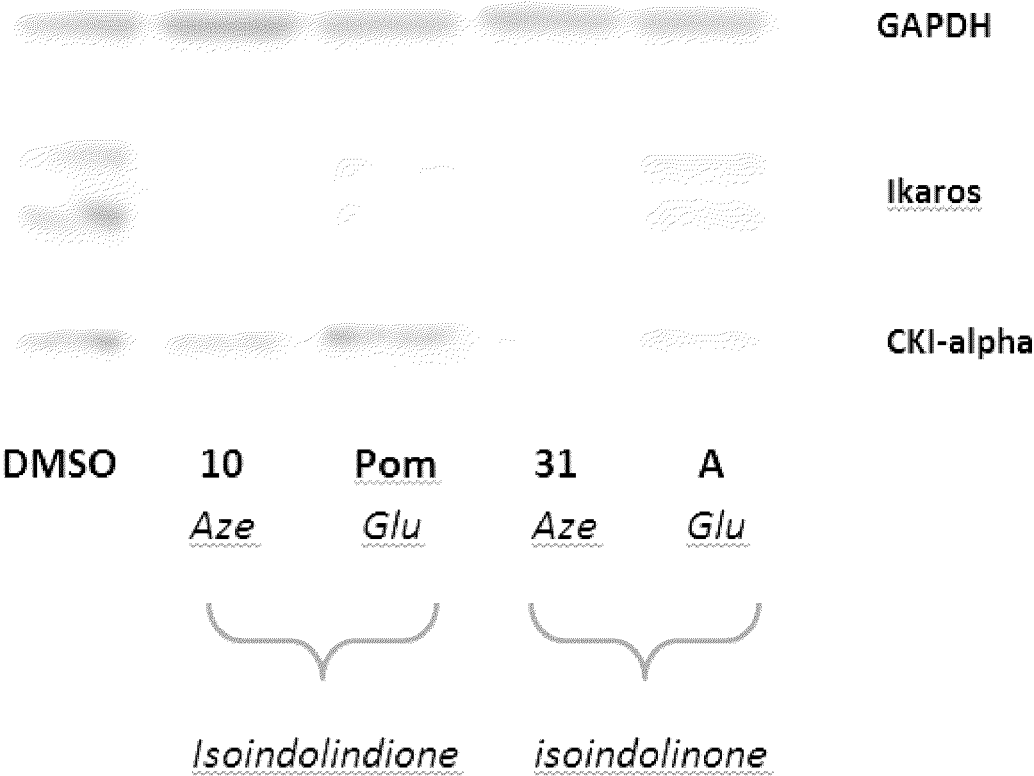 GAPDH
Ikaros
CKI-alpha
DMSO 10 Pom 31 A
Aze Glu Aze Glu
Isoindolindione isoindolinone